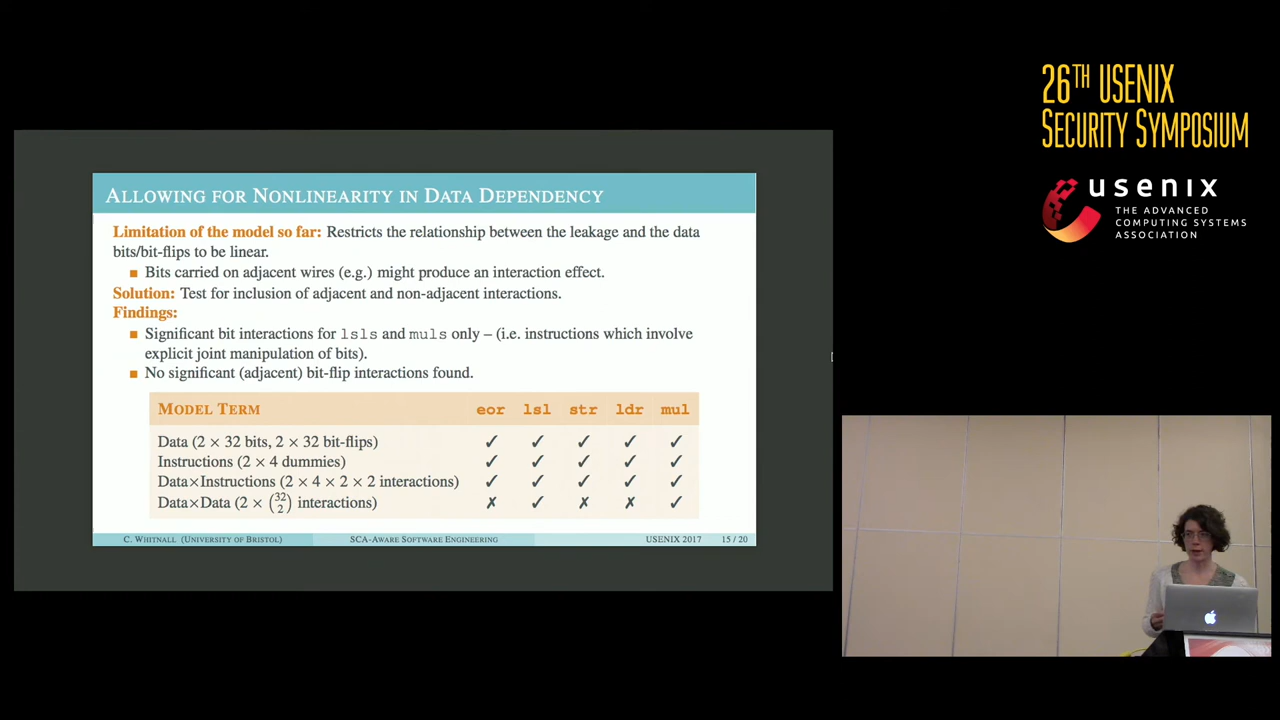 26TH USENIX
SECURITY SYMPOSIUM
usenix
THE ADVANCED
COMPUTING SYSTEMS
ASSOCIATION
ALLOWING FOR NONLINEARITY IN DATA DEPENDENCY
Limitation of the model so far: Restricts the relationship between the leakage and the data
bits/bit-flips to be linear.
Bits carried on adjacent wires (e.g.) might produce an interaction effect.
Solution: Test for inclusion of adjacent and non-adjacent interactions.
Findings:
Significant bit interactions for lsls and muls only – (i.e. instructions which involve
explicit joint manipulation of bits).
No significant (adjacent) bit-flip interactions found.
MODEL TERM eor lsl str ldr mul
Data (2 × 32 bits, 2 × 32 bit-flips) ✓ ✓ ✓ ✓ ✓
Instructions (2 × 4 dummies) ✓ ✓ ✓ ✓ ✓
Data×Instructions (2 × 4 × 2 × 2 interactions) ✓ ✓ ✓ ✓ ✓
Data×Data (2 × (32 2) interactions) ✗ ✓ ✗ ✗ ✓
C. WHITNALL (UNIVERSITY OF BRISTOL) SCA-AWARE SOFTWARE ENGINEERING USENIX 2017 15 / 20